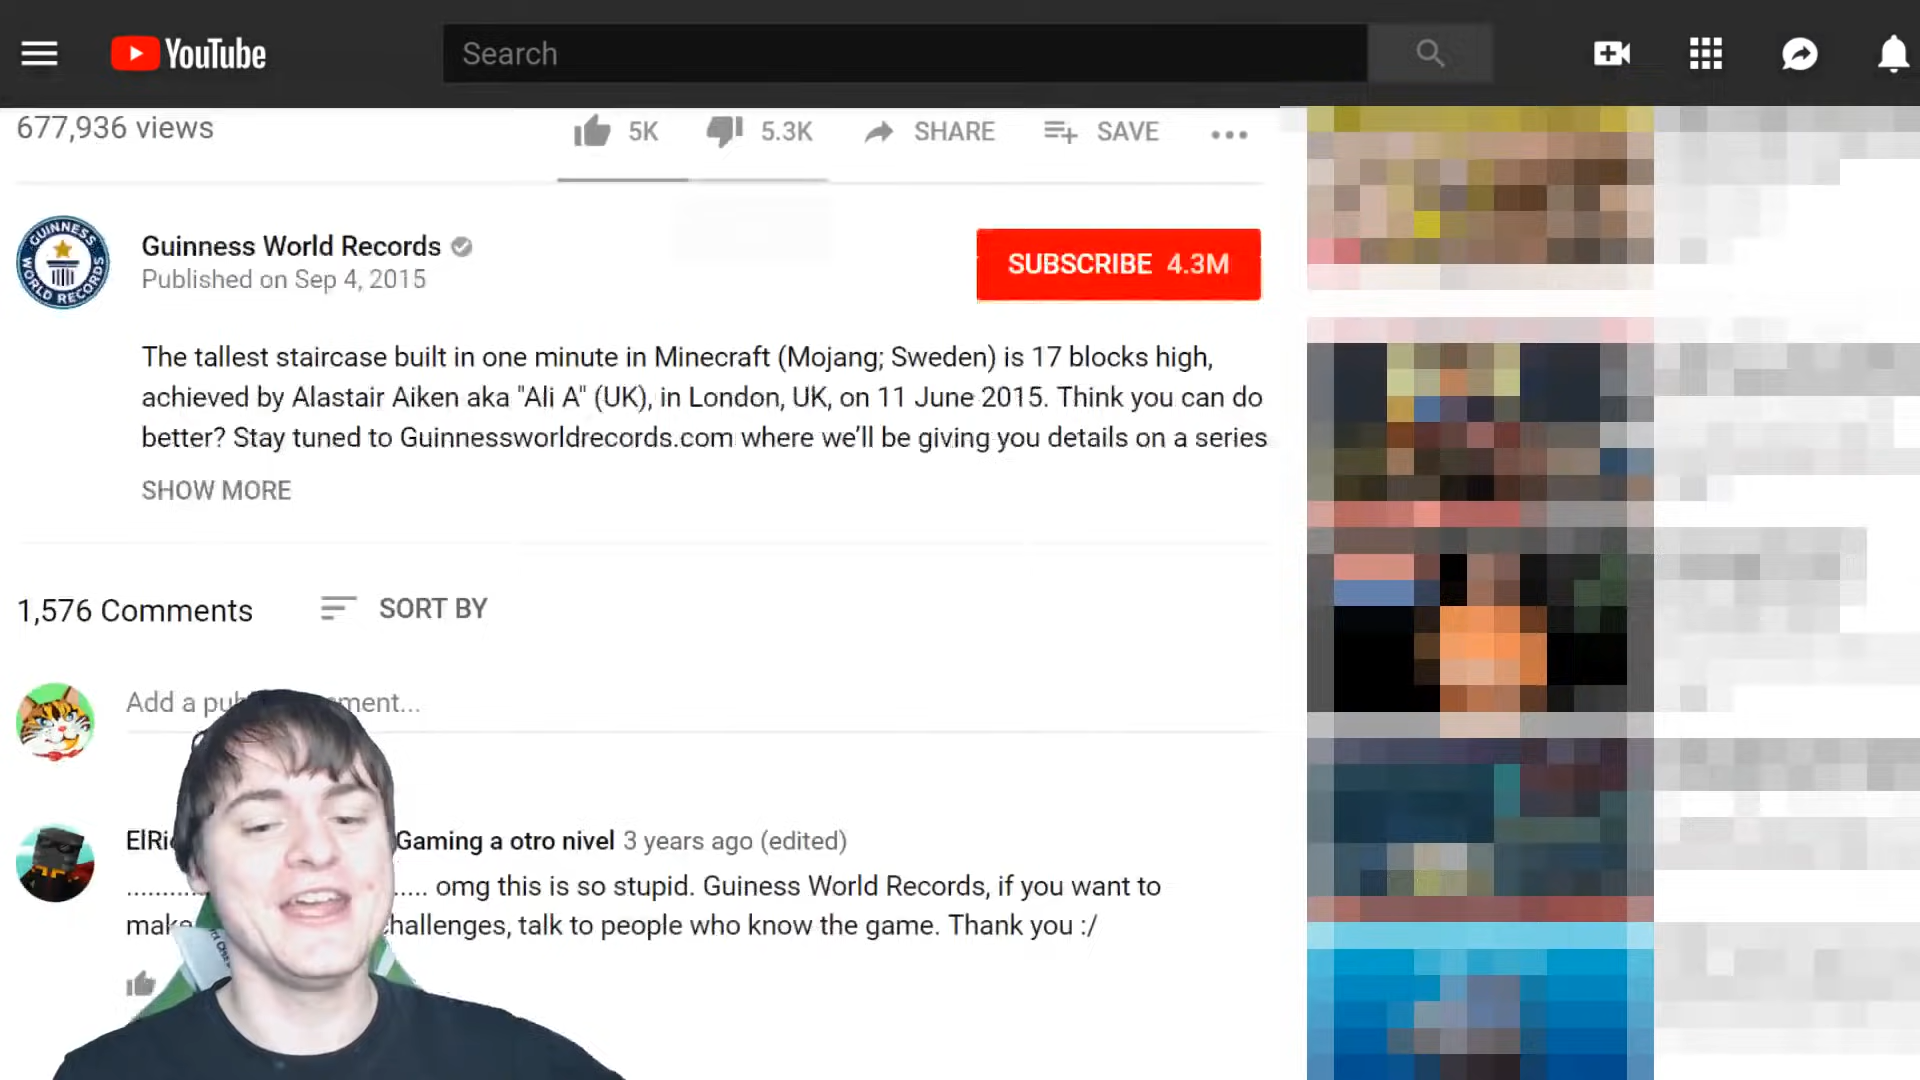 YouTube
Search
677,936 views
5K
5.3K
SHARE
SAVE
GUINNESS WORLD RECORDS
Guinness World Records
Published on Sep 4, 2015
SUBSCRIBE 4.3M
The tallest staircase built in one minute in Minecraft (Mojang; Sweden) is 17 blocks high,
achieved by Alastair Aiken aka "Ali A" (UK), in London, UK, on 11 June 2015. Think you can do
better? Stay tuned to Guinnessworldrecords.com where we'll be giving you details on a series
SHOW MORE
1,576 Comments
SORT BY
Add a
Gaming a otro nivel 3 years ago (edited)
............ ..... omg this is so stupid. Guiness World Records, if you want to
challenges, talk to people who know the game. Thank you :/